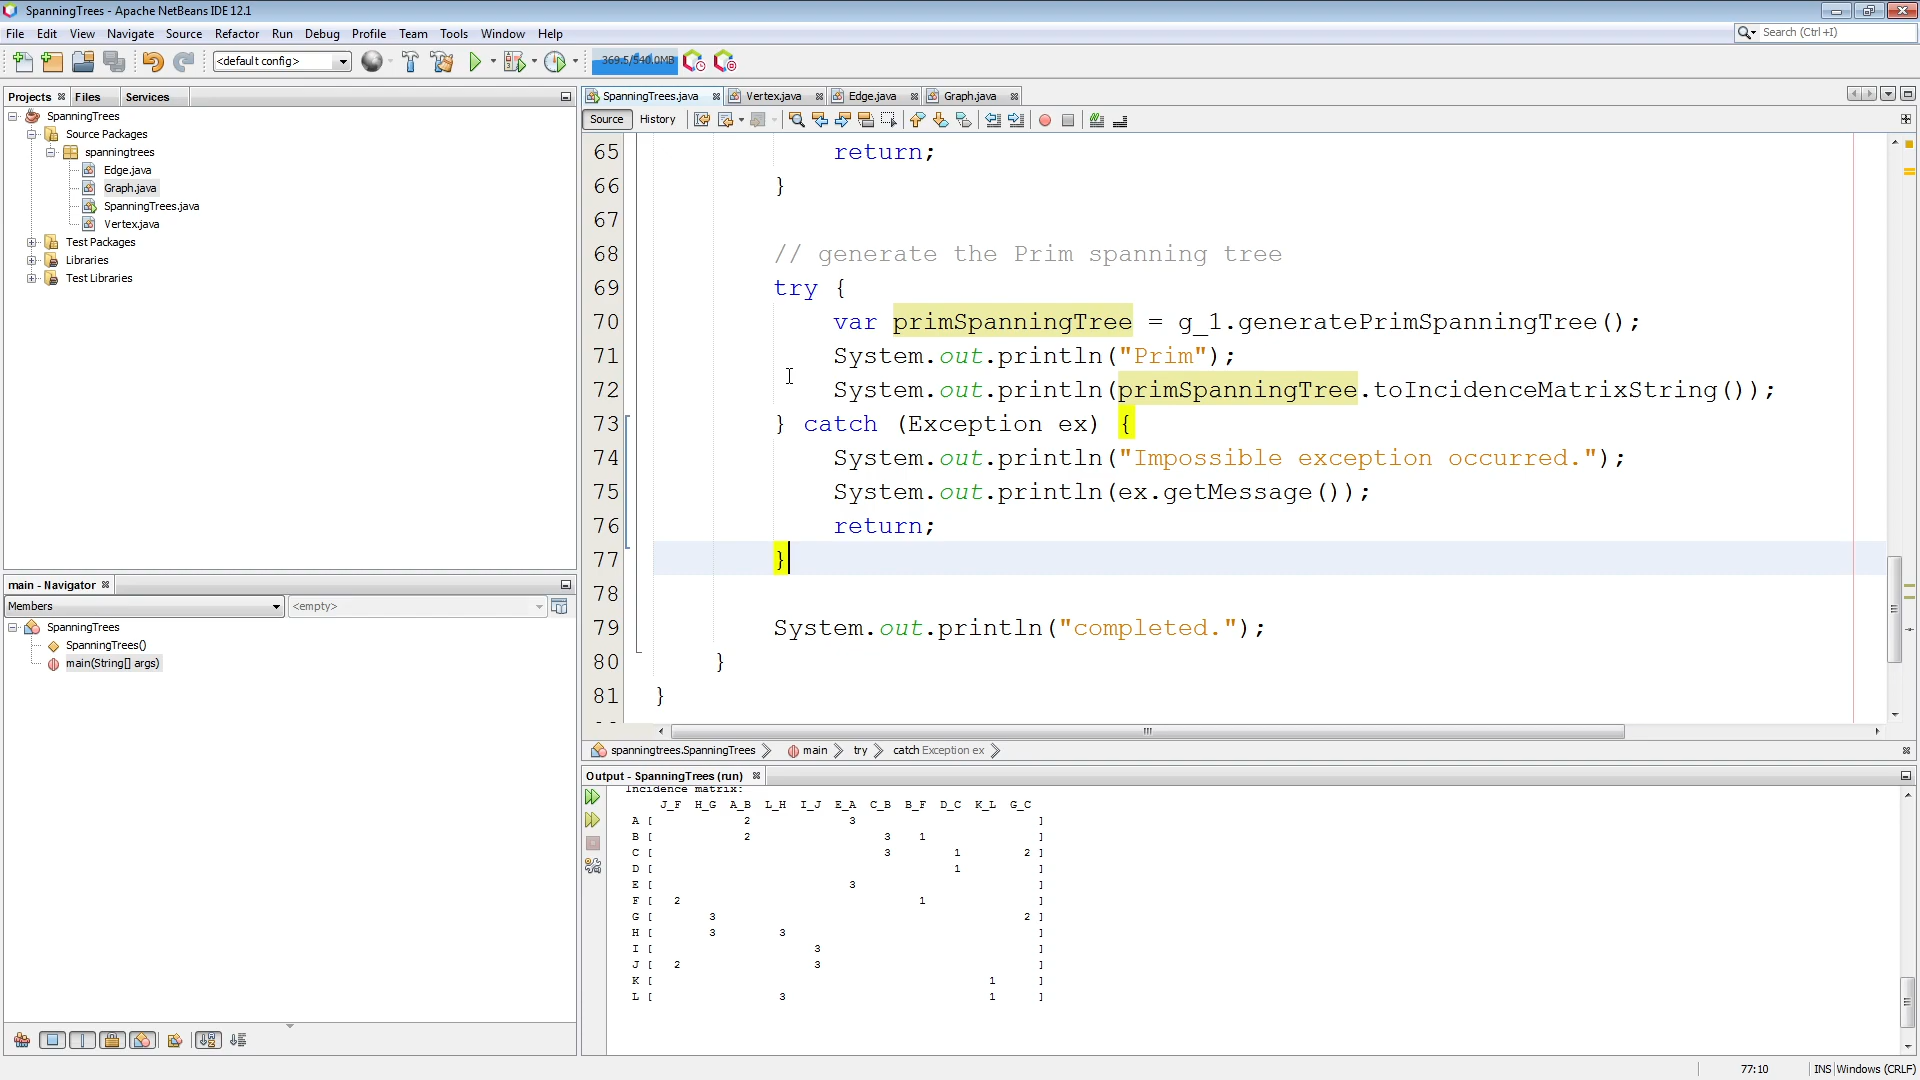 SpanningTrees - Apache NetBeans IDE 12.1
File Edit View Navigate Source Refactor Run Debug Profile Team Tools Window Help
Search (Ctrl+I)
<default config>
369.5/540.0MB
Projects Files Services
SpanningTrees
Source Packages
spanningtrees
Edge.java
Graph.java
SpanningTrees.java
Vertex.java
Test Packages
Libraries
Test Libraries
main - Navigator
Members
<empty>
SpanningTrees
SpanningTrees()
main(String[] args)
SpanningTrees.java Vertex.java Edge.java Graph.java
Source History
65 return;
66 }
67
68 // generate the Prim spanning tree
69 try {
70 var primSpanningTree = g_1.generatePrimSpanningTree();
71 System.out.println("Prim");
72 System.out.println(primSpanningTree.toIncidenceMatrixString());
73 } catch (Exception ex) {
74 System.out.println("Impossible exception occurred.");
75 System.out.println(ex.getMessage());
76 return;
77 }
78
79 System.out.println("completed.");
80 }
81 }
spanningtrees.SpanningTrees main try catch Exception ex
Output - SpanningTrees (run)
Incidence matrix:
J_F H_G A_B L_H I_J E_A C_B B_F D_C K_L G_C
A [ 2 3 ]
B [ 2 3 1 ]
C [ 3 1 2 ]
D [ 1 ]
E [ 3 ]
F [ 2 1 ]
G [ 3 2 ]
H [ 3 3 ]
I [ 3 ]
J [ 2 3 ]
K [ 1 ]
L [ 3 1 ]
77:10 INS Windows (CRLF)